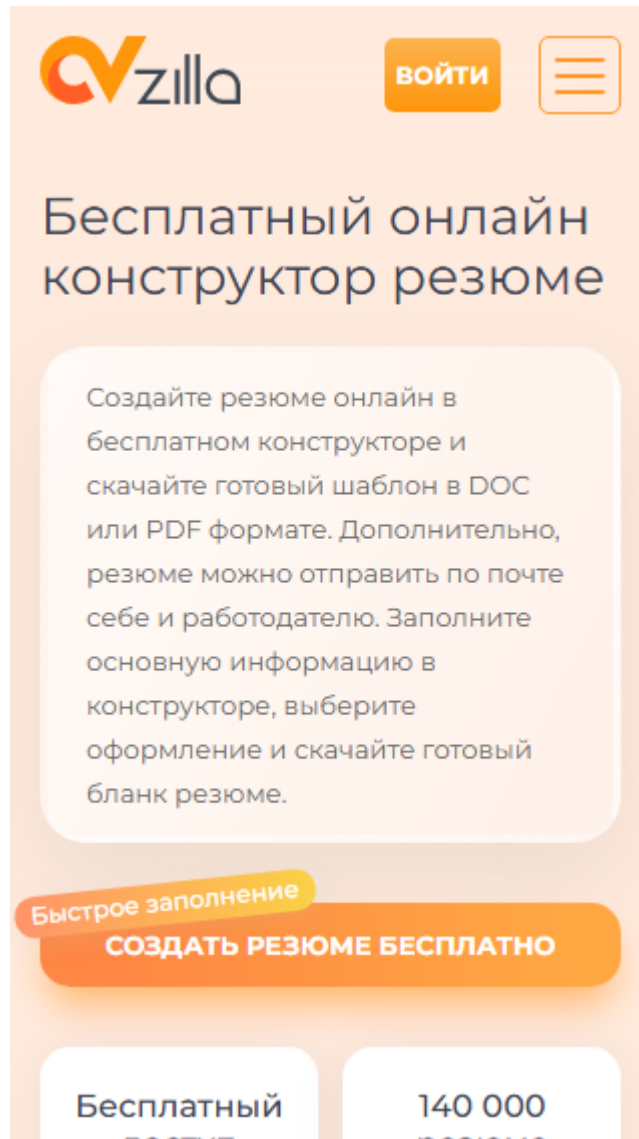 CVzilla
ВОЙТИ
Бесплатный онлайн
конструктор резюме
Создайте резюме онлайн в
бесплатном конструкторе и
скачайте готовый шаблон в DOC
или PDF формате. Дополнительно,
резюме можно отправить по почте
себе и работодателю. Заполните
основную информацию в
конструкторе, выберите
оформление и скачайте готовый
бланк резюме.
Быстрое заполнение
СОЗДАТЬ РЕЗЮМЕ БЕСПЛАТНО
Бесплатный
140 000